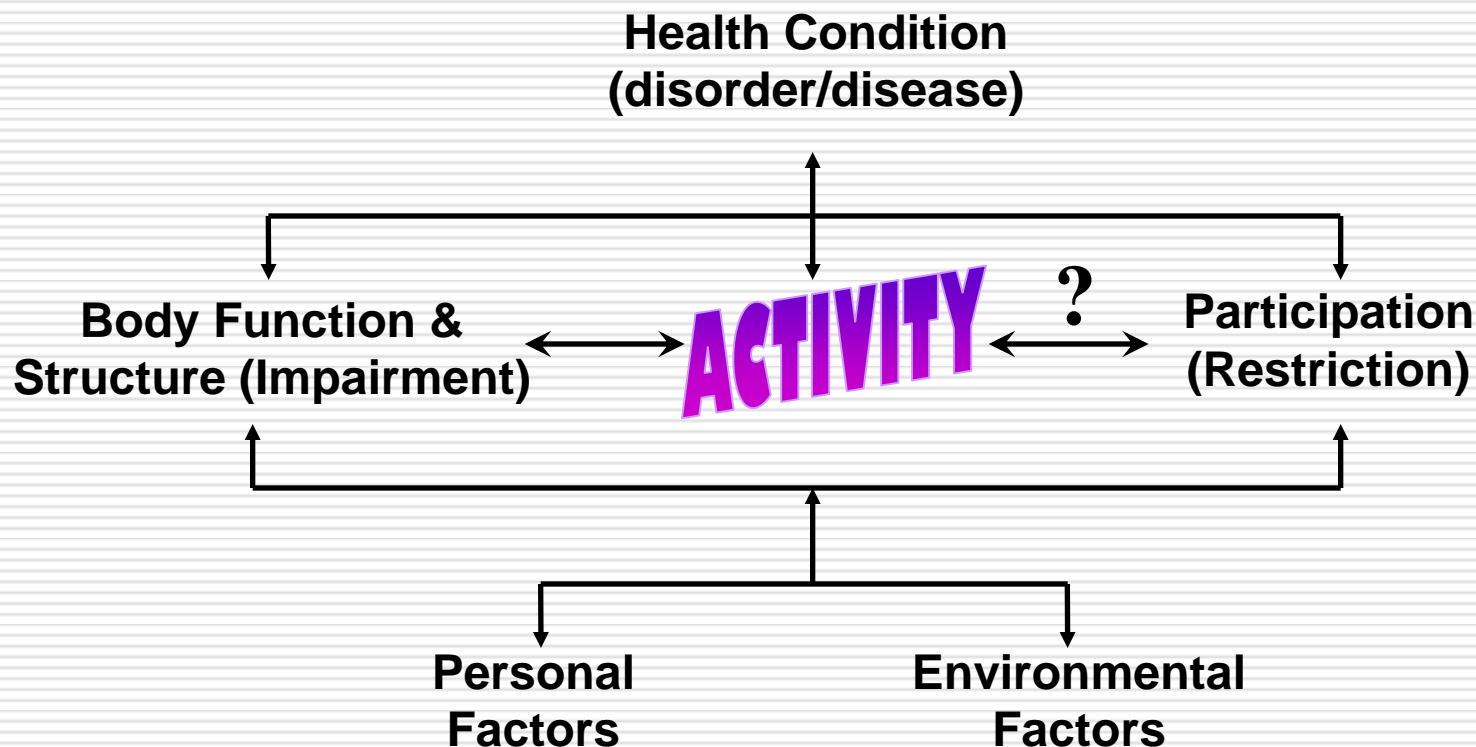 Health Condition
(disorder/disease)
Body Function &
Structure (Impairment)
ACTIVITY
?
Participation
(Restriction)
Personal
Factors
Environmental
Factors